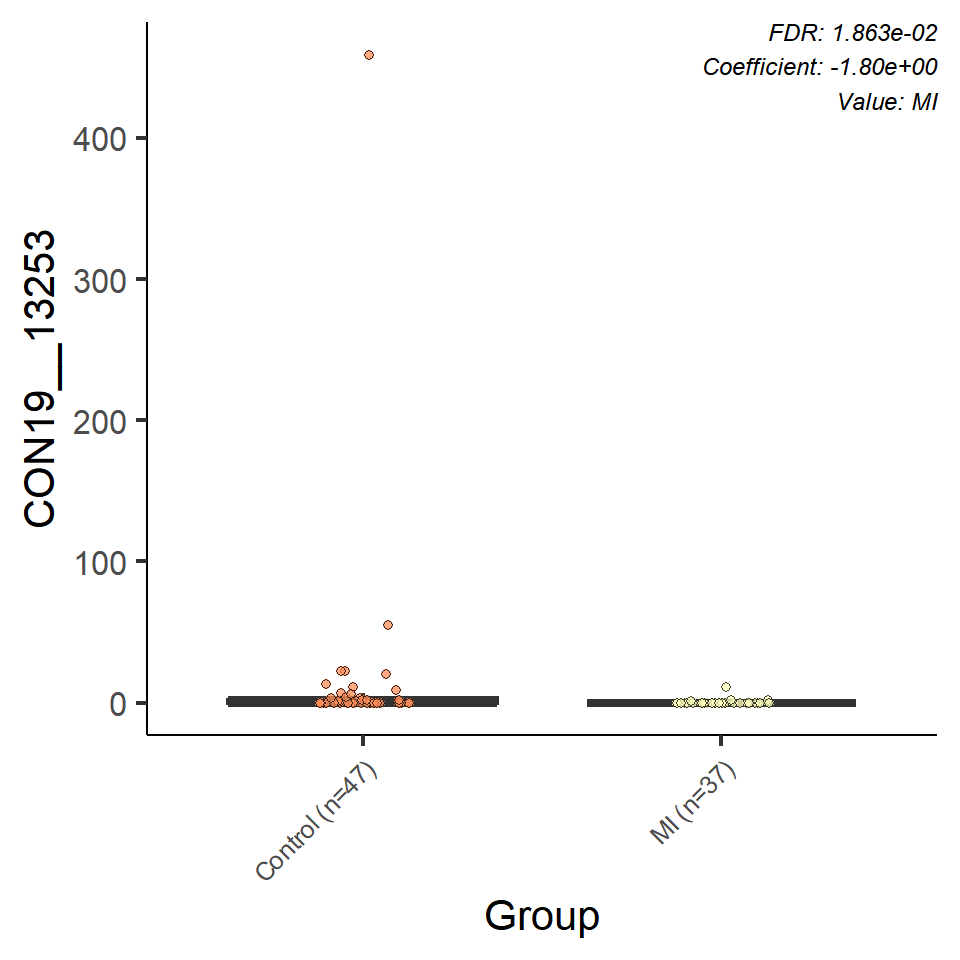 FDR: 1.863e-02
Coefficient: -1.80e+00
Value: MI
CON19__13253
400
300
200
100
0
Control (n=47)
MI (n=37)
Group